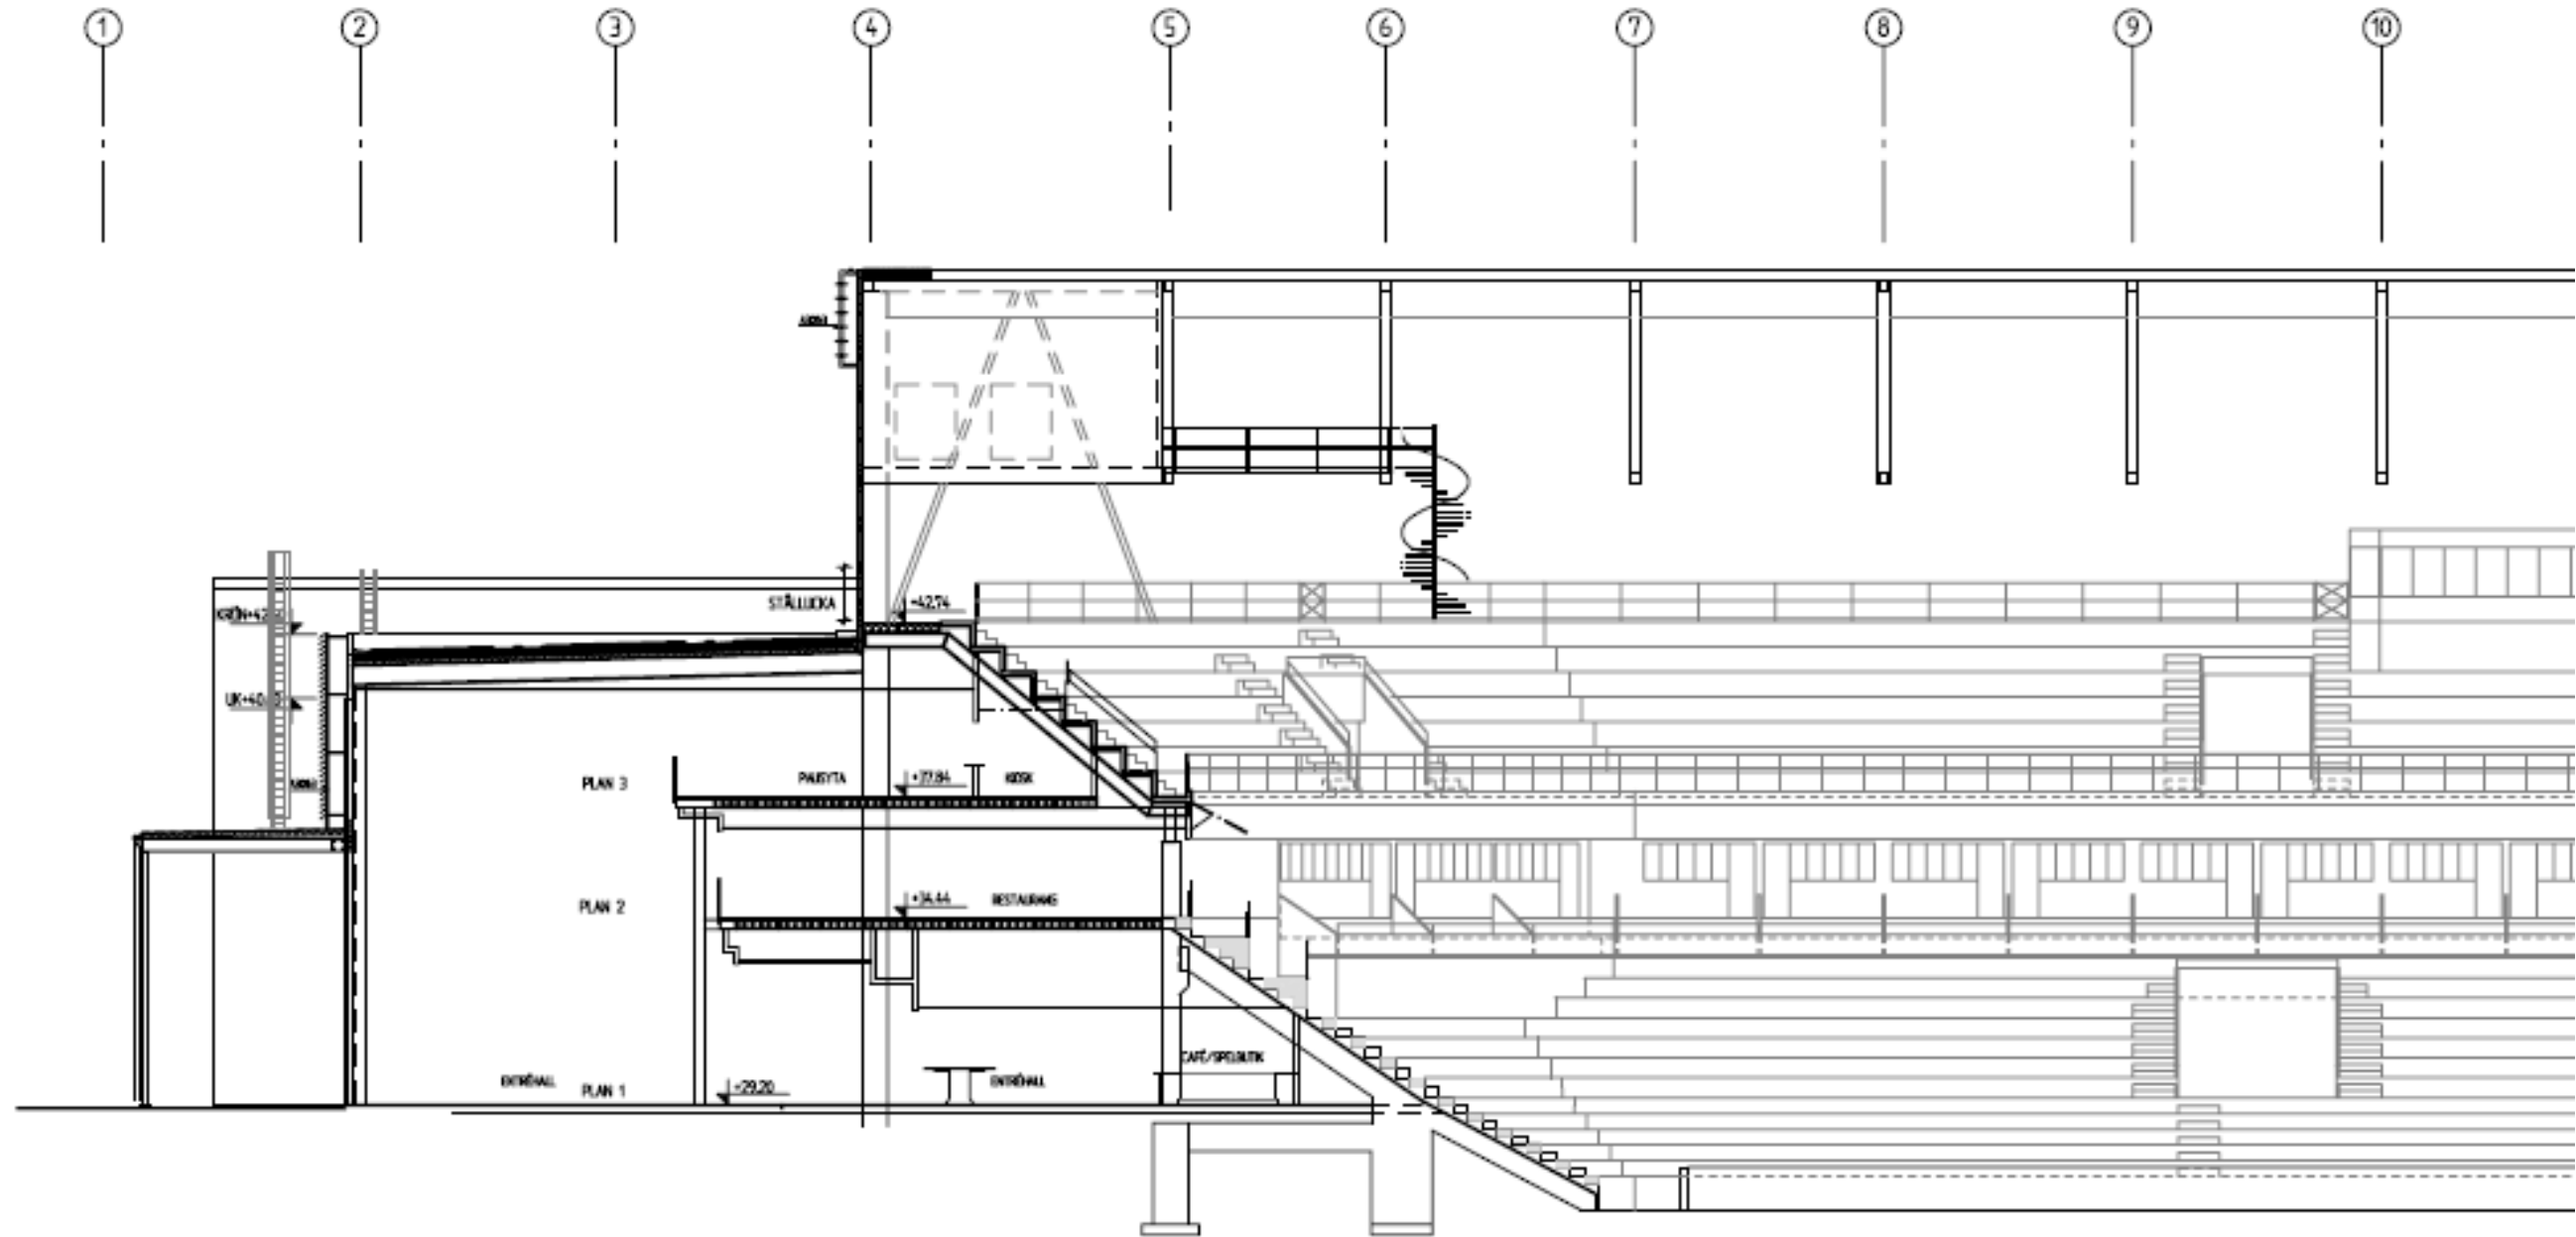 1 2 3 4 5 6 7 8 9 10
STÅLLUCKA
+42.74
PLAN 3
PAUSYTA
+37.84
KIOSK
PLAN 2
+34.44
RESTAURANG
ENTRÉHALL
PLAN 1
+29.20
ENTRÉHALL
CAFÉ/SPELBUTIK